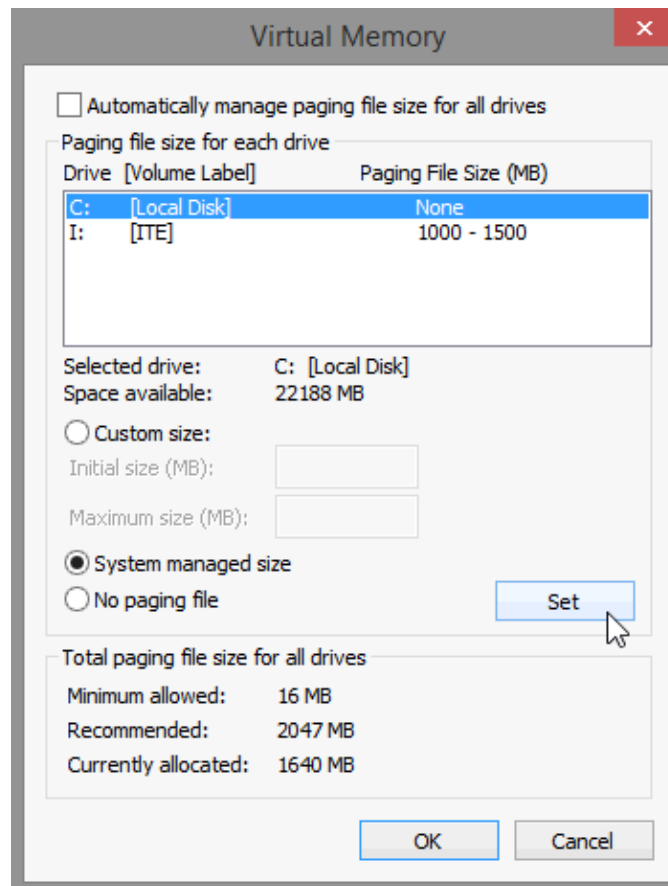 Virtual Memory
Automatically manage paging file size for all drives
Paging file size for each drive
Drive [Volume Label] Paging File Size (MB)
C: [Local Disk] None
I: [ITE] 1000 - 1500
Selected drive: C: [Local Disk]
Space available: 22188 MB
Custom size:
Initial size (MB):
Maximum size (MB):
System managed size
No paging file
Set
Total paging file size for all drives
Minimum allowed: 16 MB
Recommended: 2047 MB
Currently allocated: 1640 MB
OK Cancel